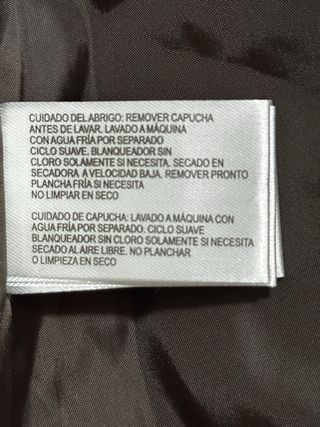 CUIDADO DEL ABRIGO: REMOVER CAPUCHA
ANTES DE LAVAR. LAVADO A MÁQUINA
CON AGUA FRÍA POR SEPARADO
CICLO SUAVE. BLANQUEADOR SIN
CLORO SOLAMENTE SI NECESITA. SECADO EN
SECADORA A VELOCIDAD BAJA. REMOVER PRONTO
PLANCHA FRÍA SI NECESITA
NO LIMPIAR EN SECO
CUIDADO DE CAPUCHA: LAVADO A MÁQUINA CON
AGUA FRÍA POR SEPARADO: CICLO SUAVE
BLANQUEADOR SIN CLORO SOLAMENTE SI NECESITA
SECADO AL AIRE LIBRE. NO PLANCHAR
O LIMPIEZA EN SECO